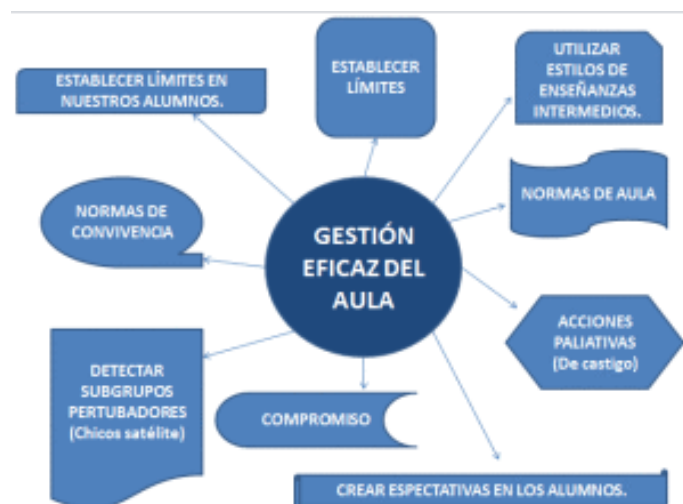 ESTABLECER LÍMITES EN
NUESTROS ALUMNOS.
ESTABLECER
LÍMITES
UTILIZAR
ESTILOS DE
ENSEÑANZAS
INTERMEDIOS.
NORMAS DE
CONVIVENCIA
GESTIÓN
EFICAZ DEL
AULA
NORMAS DE AULA
ACCIONES
PALIATIVAS
(De castigo)
DETECTAR
SUBGRUPOS
PERTUBADORES
(Chicos satélite)
COMPROMISO
CREAR ESPECTATIVAS EN LOS ALUMNOS.